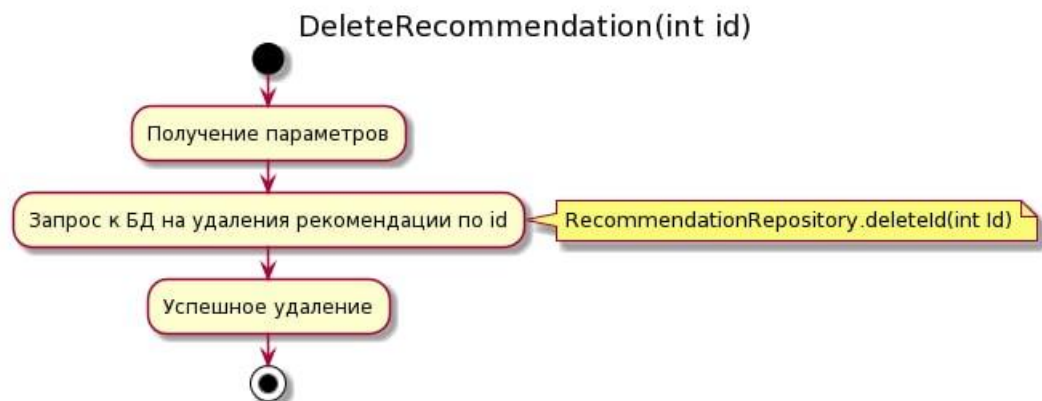 DeleteRecommendation(int id)
Получение параметров
Запрос к БД на удаления рекомендации по id
RecommendationRepository.deleteId(int Id)
Успешное удаление